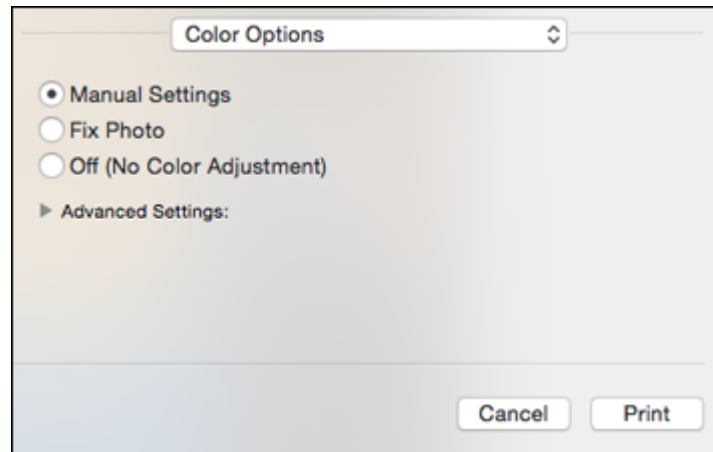 Color Options
Manual Settings
Fix Photo
Off (No Color Adjustment)
Advanced Settings:
Cancel Print